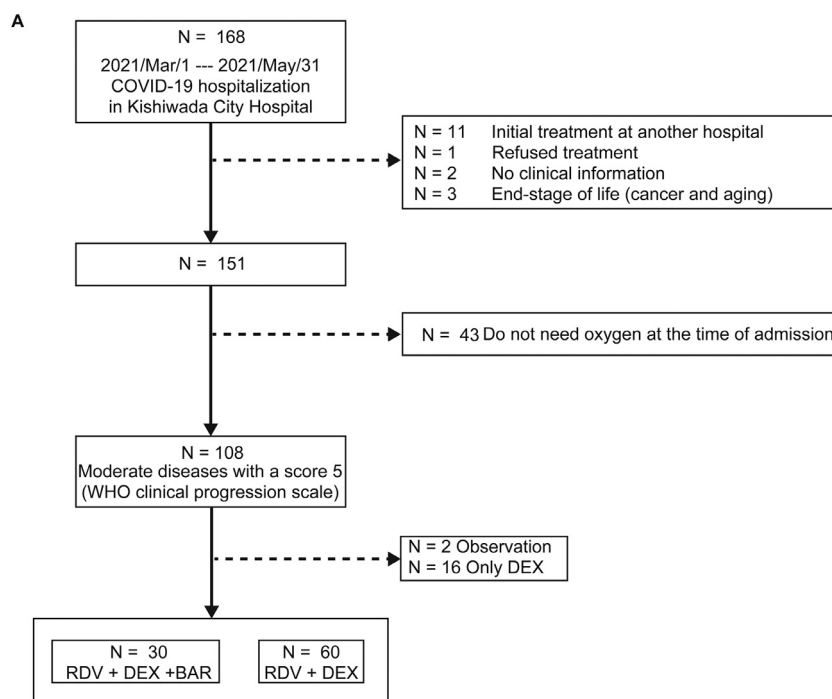 A
N = 168
2021/Mar/1 --- 2021/May/31
COVID-19 hospitalization
in Kishiwada City Hospital
N = 11 Initial treatment at another hospital
N = 1 Refused treatment
N = 2 No clinical information
N = 3 End-stage of life (cancer and aging)
N = 151
N = 43 Do not need oxygen at the time of admission
N = 108
Moderate diseases with a score 5
(WHO clinical progression scale)
N = 2 Observation
N = 16 Only DEX
N = 30
RDV + DEX +BAR
N = 60
RDV + DEX